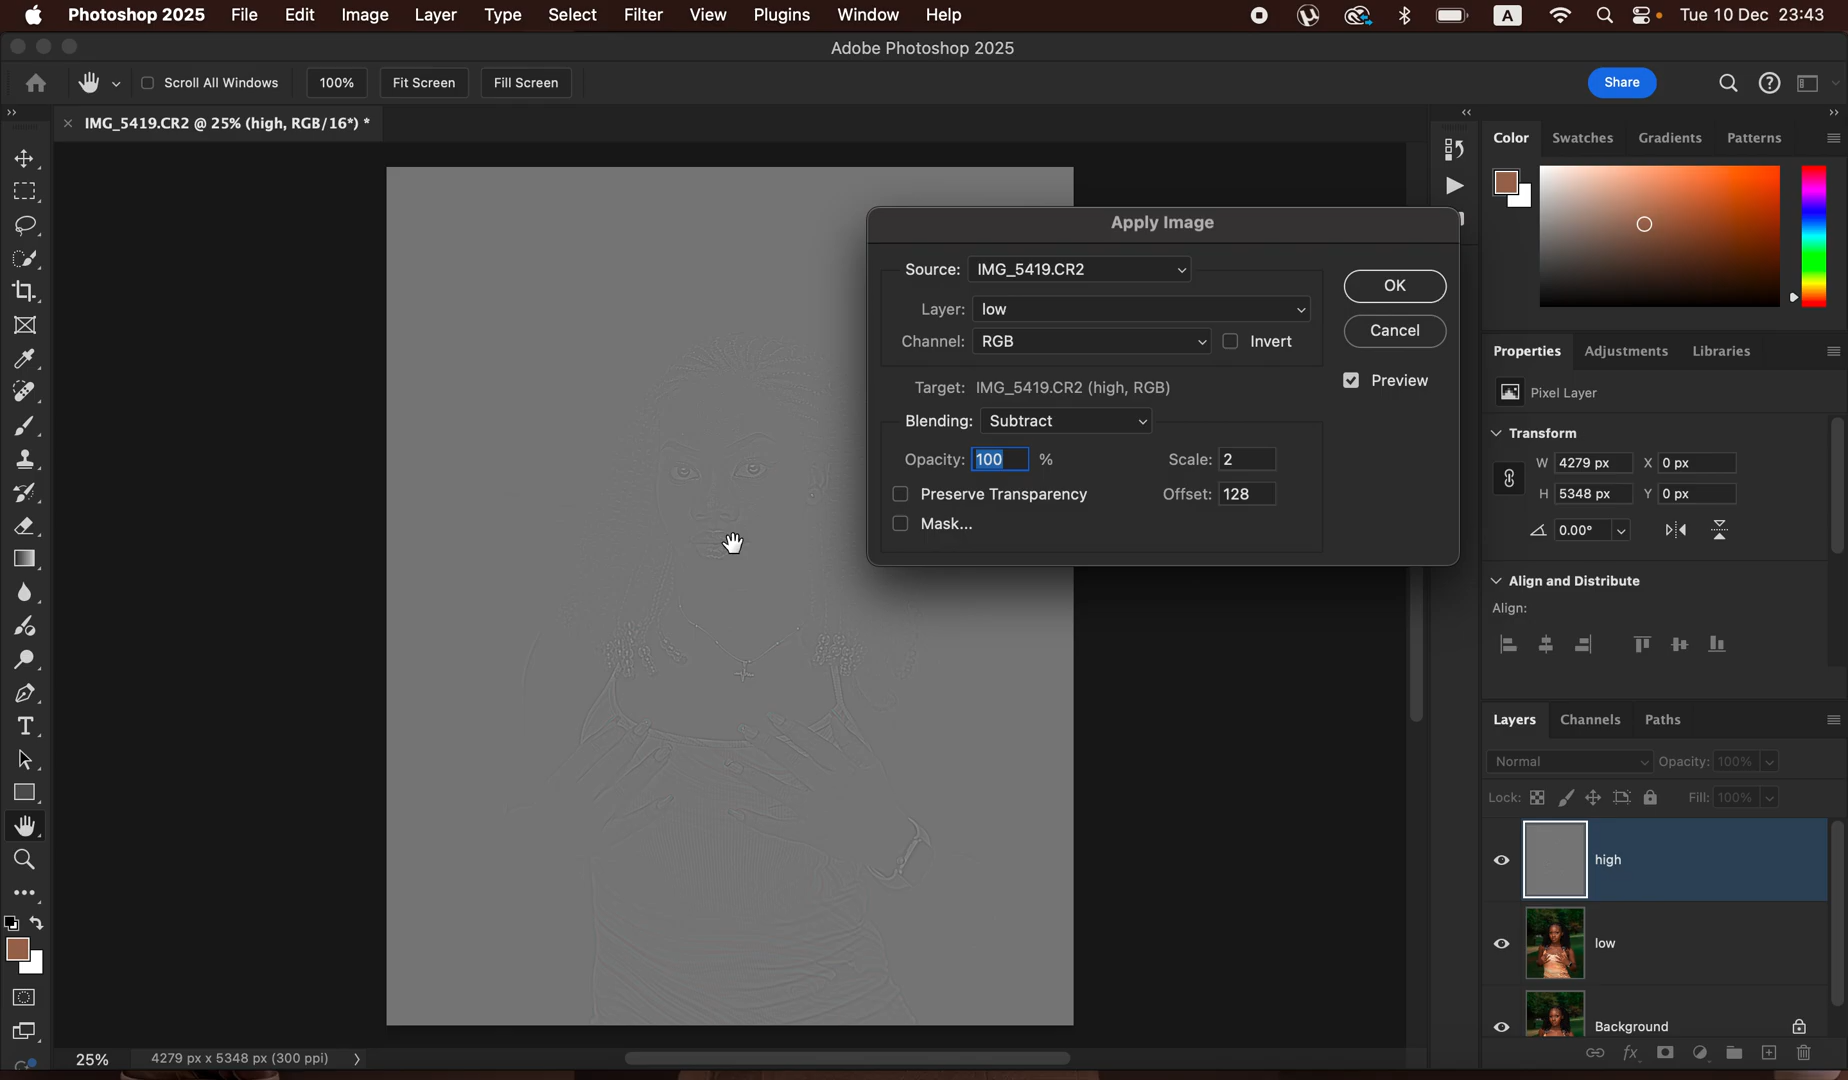 Photoshop 2025 File Edit Image Layer Type Select Filter View Plugins Window Help A Tue 10 Dec 23:43
Adobe Photoshop 2025
Scroll All Windows 100% Fit Screen Fill Screen Share
IMG_5419.CR2 @ 25% (high, RGB/16*) *
Color Swatches Gradients Patterns
Apply Image
Source: IMG_5419.CR2
OK
Layer: low
Cancel
Channel: RGB Invert
Preview
Target: IMG_5419.CR2 (high, RGB)
Blending: Subtract
Opacity: 100 % Scale: 2
Preserve Transparency Offset: 128
Mask...
Properties Adjustments Libraries
Pixel Layer
Transform
W 4279 px X 0 px
H 5348 px Y 0 px
0.00°
Align and Distribute
Align:
Layers Channels Paths
Normal Opacity: 100%
Lock: Fill: 100%
high
low
Background
fx
25% 4279 px x 5348 px (300 ppi)